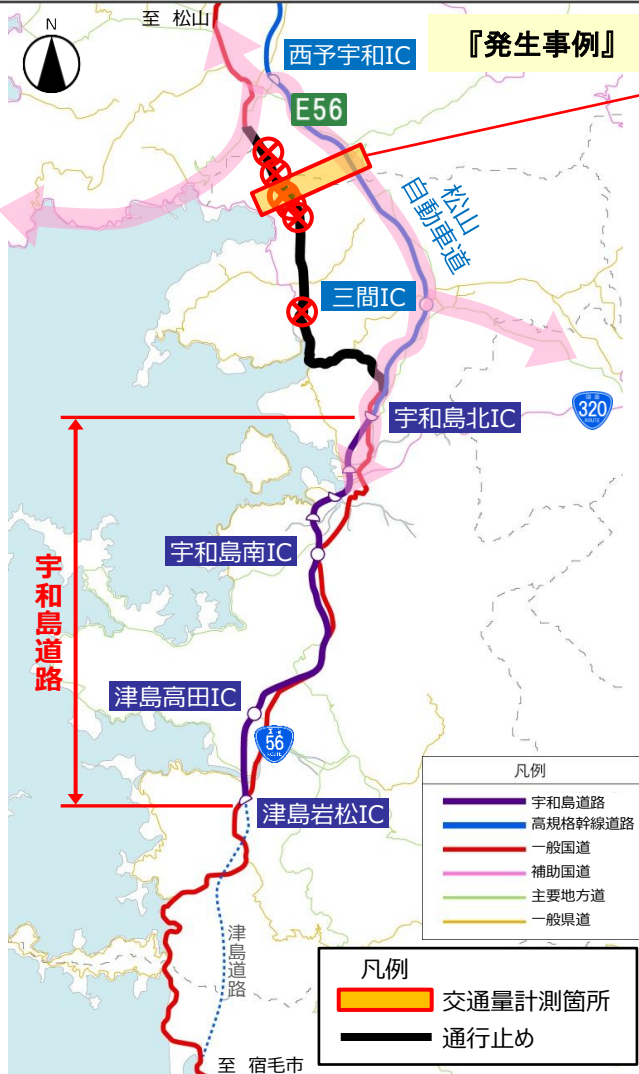 至 松山
『発生事例』
N
西予宇和IC
E56
松山
自動車道
三間IC
国道
320
ROUTE
宇和島北IC
宇和島道路
宇和島南IC
津島高田IC
56
ROUTE
津島岩松IC
凡例
宇和島道路
高規格幹線道路
一般国道
補助国道
主要地方道
一般県道
津島道路
凡例
交通量計測箇所
通行止め
至 宿毛市